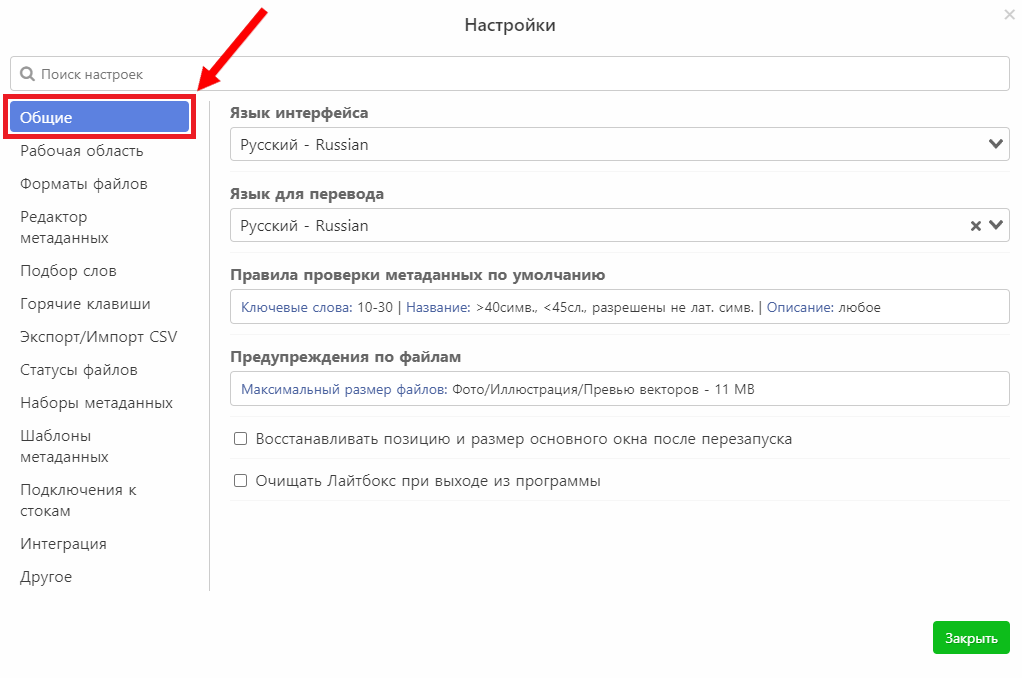 Настройки
Поиск настроек
Общие
Рабочая область
Форматы файлов
Редактор
метаданных
Подбор слов
Горячие клавиши
Экспорт/Импорт CSV
Статусы файлов
Наборы метаданных
Шаблоны
метаданных
Подключения к
стокам
Интеграция
Другое
Язык интерфейса
Русский - Russian
Язык для перевода
Русский - Russian
Правила проверки метаданных по умолчанию
Ключевые слова: 10-30 | Название: >40симв., <45сл., разрешены не лат. симв. | Описание: любое
Предупреждения по файлам
Максимальный размер файлов: Фото/Иллюстрация/Превью векторов - 11 MB
Восстанавливать позицию и размер основного окна после перезапуска
Очищать Лайтбокс при выходе из программы
Закрыть